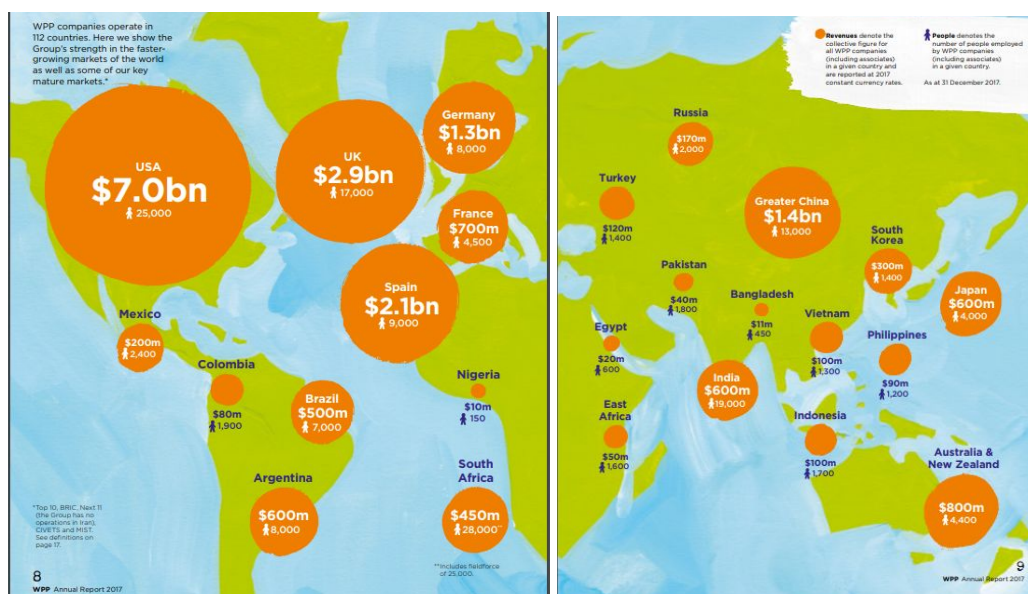 WPP companies operate in
112 countries. Here we show the
Group's strength in the faster-
growing markets of the world
as well as some of our key
mature markets.*
USA
$7.0bn
25,000
UK
$2.9bn
17,000
Germany
$1.3bn
8,000
France
$700m
4,500
Spain
$2.1bn
9,000
Mexico
$200m
2,400
Colombia
$80m
1,900
Brazil
$500m
7,000
Nigeria
$10m
150
Argentina
$600m
8,000
South
Africa
$450m
28,000**
*Top 10, BRIC, Next 11
(the Group has no
operations in Iran),
CIVETS and MIST.
See definitions on
page 17.
**Includes fieldforce
of 25,000.
8
WPP Annual Report 2017
Revenues denote the
collective figure for
all WPP companies
(including associates)
in a given country and
are reported at 2017
constant currency rates.
People denotes the
number of people employed
by WPP companies
(including associates)
in a given country.
As at 31 December 2017.
Russia
$170m
2,000
Turkey
$120m
1,400
Greater China
$1.4bn
13,000
South
Korea
$300m
1,400
Japan
$600m
4,000
Pakistan
$40m
1,800
Bangladesh
$11m
450
Vietnam
$100m
1,300
Philippines
$90m
1,200
Egypt
$20m
600
India
$600m
19,000
East
Africa
$50m
1,600
Indonesia
$100m
1,700
Australia &
New Zealand
$800m
4,400
9
WPP Annual Report 2017